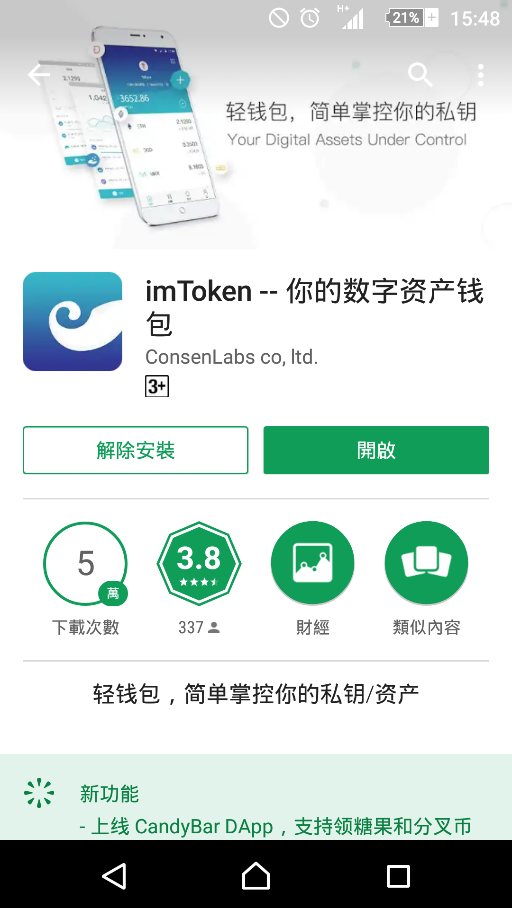 H+ 21% 15:48
轻钱包，简单掌控你的私钥
Your Digital Assets Under Control
imToken -- 你的数字资产钱
包
ConsenLabs co, ltd.
3+
解除安裝 開啟
5 萬 3.8
下載次數 337 財經 類似內容
轻钱包，简单掌控你的私钥/资产
新功能
- 上线 CandyBar DApp，支持领糖果和分叉币